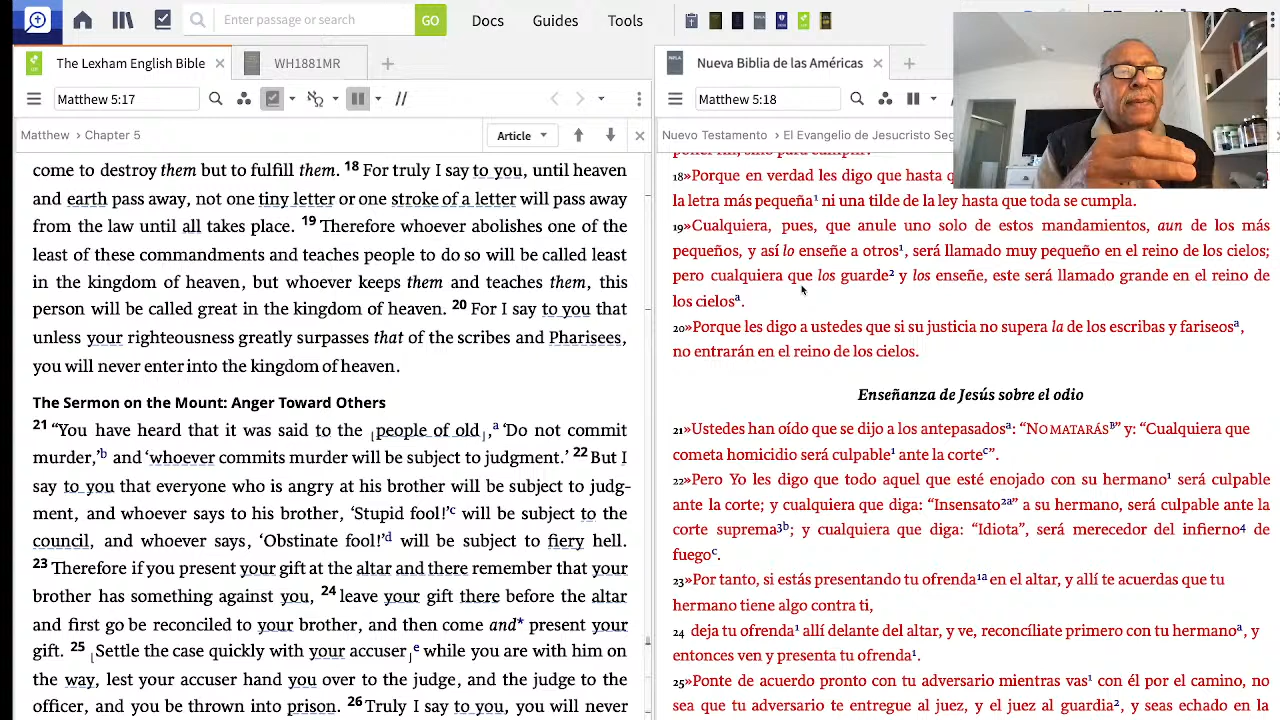 Enter passage or search
GO
Docs
Guides
Tools
The Lexham English Bible
WH1881MR
Matthew 5:17
Matthew > Chapter 5
Article
come to destroy them but to fulfill them. 18 For truly I say to you, until heaven
and earth pass away, not one tiny letter or one stroke of a letter will pass away
from the law until all takes place. 19 Therefore whoever abolishes one of the
least of these commandments and teaches people to do so will be called least
in the kingdom of heaven, but whoever keeps them and teaches them, this
person will be called great in the kingdom of heaven. 20 For I say to you that
unless your righteousness greatly surpasses that of the scribes and Pharisees,
you will never enter into the kingdom of heaven.
The Sermon on the Mount: Anger Toward Others
21 “You have heard that it was said to the ⌊people of old⌋,a ‘Do not commit
murder,’b and ‘whoever commits murder will be subject to judgment.’ 22 But I
say to you that everyone who is angry at his brother will be subject to judg-
ment, and whoever says to his brother, ‘Stupid fool!’c will be subject to the
council, and whoever says, ‘Obstinate fool!’d will be subject to fiery hell.
23 Therefore if you present your gift at the altar and there remember that your
brother has something against you, 24 leave your gift there before the altar
and first go be reconciled to your brother, and then come and* present your
gift. 25 ⌊Settle the case quickly with your accuser⌋e while you are with him on
the way, lest your accuser hand you over to the judge, and the judge to the
officer, and you be thrown into prison. 26 Truly I say to you, you will never
Nueva Biblia de las Américas
Matthew 5:18
Nuevo Testamento > El Evangelio de Jesucristo Seg
poner fin, sino para cumplir.
18»Porque en verdad les digo que hasta q
la letra más pequeña1 ni una tilde de la ley hasta que toda se cumpla.
19»Cualquiera, pues, que anule uno solo de estos mandamientos, aun de los más
pequeños, y así lo enseñe a otros1, será llamado muy pequeño en el reino de los cielos;
pero cualquiera que los guarde2 y los enseñe, este será llamado grande en el reino de
los cielosa.
20»Porque les digo a ustedes que si su justicia no supera la de los escribas y fariseosa,
no entrarán en el reino de los cielos.
Enseñanza de Jesús sobre el odio
21»Ustedes han oído que se dijo a los antepasadosa: “NO MATARÁSB” y: “Cualquiera que
cometa homicidio será culpable1 ante la cortec”.
22»Pero Yo les digo que todo aquel que esté enojado con su hermano1 será culpable
ante la corte; y cualquiera que diga: “Insensato2a” a su hermano, será culpable ante la
corte suprema3b; y cualquiera que diga: “Idiota”, será merecedor del infierno4 de
fuegoc.
23»Por tanto, si estás presentando tu ofrenda1a en el altar, y allí te acuerdas que tu
hermano tiene algo contra ti,
24 deja tu ofrenda1 allí delante del altar, y ve, reconcíliate primero con tu hermanoa, y
entonces ven y presenta tu ofrenda1.
25»Ponte de acuerdo pronto con tu adversario mientras vas1 con él por el camino, no
sea que tu adversario te entregue al juez, y el juez al guardia2, y seas echado en la